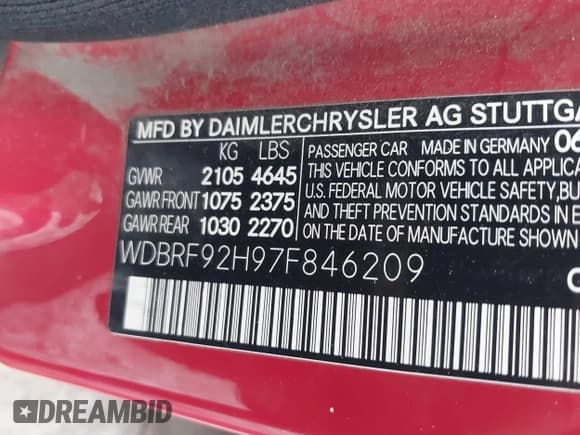 MFD BY DAIMLERCHRYSLER AG STUTTGA
KG LBS
GVWR 2105 4645
GAWR FRONT 1075 2375
GAWR REAR 1030 2270
PASSENGER CAR MADE IN GERMANY 06
THIS VEHICLE CONFORMS TO ALL APPLICA
U.S. FEDERAL MOTOR VEHICLE SAFETY, BU
AND THEFT PREVENTION STANDARDS IN E
ON THE DATE OF MANUFACTURE SHOWN
WDBRF92H97F846209
DREAMBID